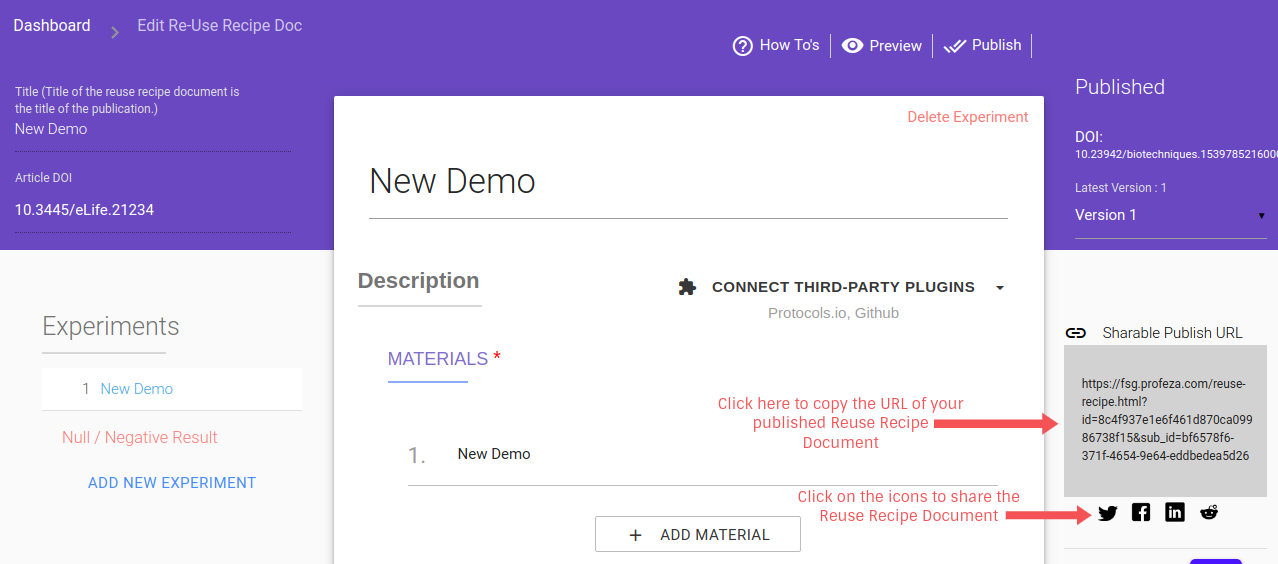 Dashboard
Edit Re-Use Recipe Doc
How To's
Preview
Publish
Title (Title of the reuse recipe document is
the title of the publication.)
New Demo
Article DOI
10.3445/eLife.21234
Published
DOI:
10.23942/biotechniques.1539785216000
Latest Version : 1
Version 1
Experiments
1 New Demo
Null / Negative Result
ADD NEW EXPERIMENT
Delete Experiment
New Demo
Description
CONNECT THIRD-PARTY PLUGINS
Protocols.io, Github
MATERIALS *
1. New Demo
+ ADD MATERIAL
Click here to copy the URL of your
published Reuse Recipe
Document
Click on the icons to share the
Reuse Recipe Document
Sharable Publish URL
https://fsg.profeza.com/reuse-
recipe.html?
id=8c4f937e1e6f461d870ca099
86738f15&sub_id=bf6578f6-
371f-4654-9e64-eddbedea5d26